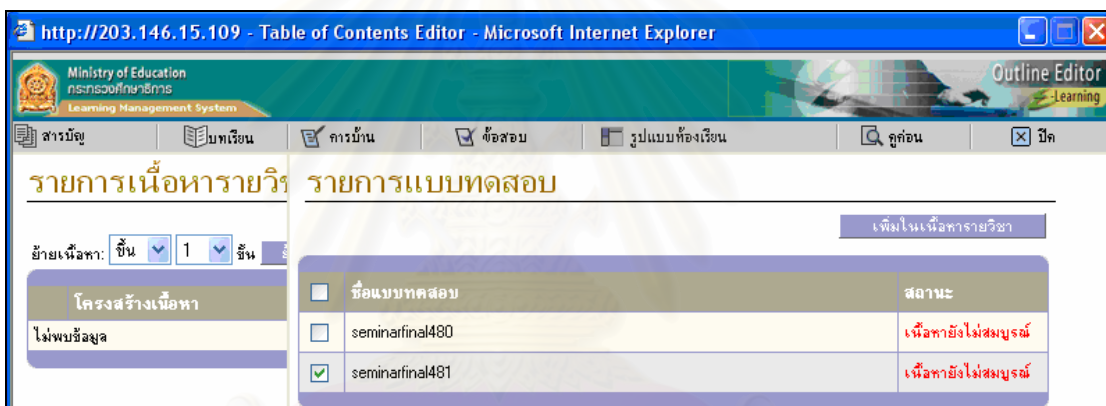 http://203.146.15.109 - Table of Contents Editor - Microsoft Internet Explorer
Ministry of Education
กระทรวงศึกษาธิการ
Learning Management System
Outline Editor
-Learning
สารบัญ บทเรียน การบ้าน ข้อสอบ รูปแบบห้องเรียน ดูก่อน ปิด
รายการเนื้อหารายวิช
ย้ายเนื้อหา: ขึ้น 1 ขั้น
โครงสร้างเนื้อหา
ไม่พบข้อมูล
รายการแบบทดสอบ
เพิ่มในเนื้อหารายวิชา
ชื่อแบบทดสอบ สถานะ
seminarfinal480 เนื้อหายังไม่สมบูรณ์
seminarfinal481 เนื้อหายังไม่สมบูรณ์